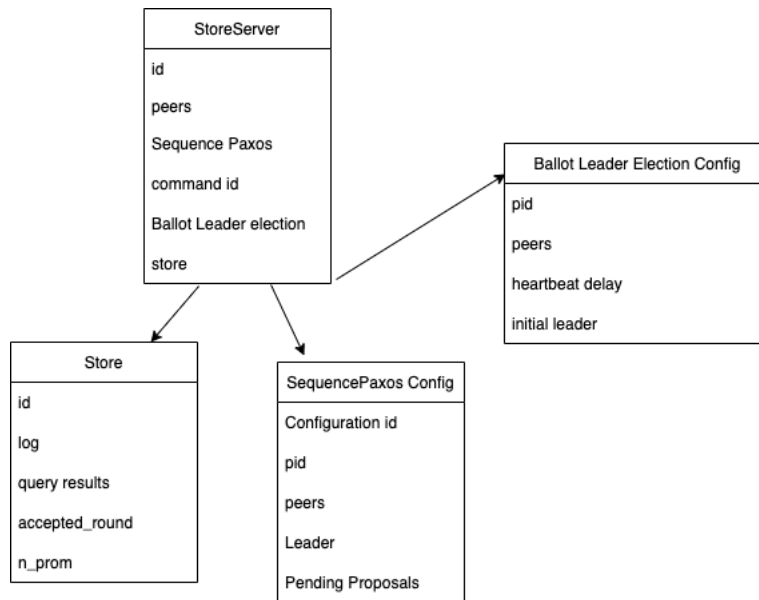 StoreServer
id
peers
Sequence Paxos
command id
Ballot Leader election
store
Ballot Leader Election Config
pid
peers
heartbeat delay
initial leader
Store
id
log
query results
accepted_round
n_prom
SequencePaxos Config
Configuration id
pid
peers
Leader
Pending Proposals